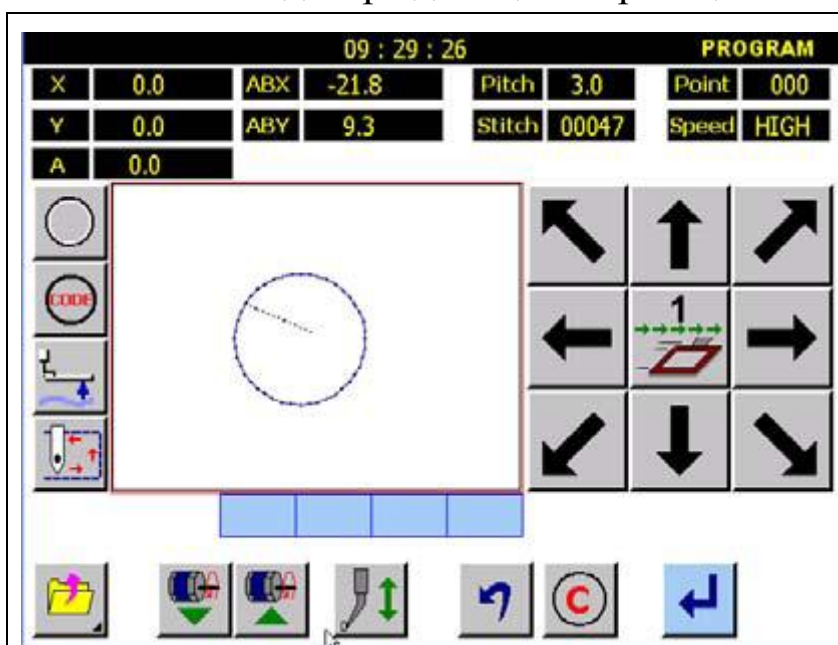 09 : 29 : 26 PROGRAM
X 0.0 ABX -21.8 Pitch 3.0 Point 000
Y 0.0 ABY 9.3 Stitch 00047 Speed HIGH
A 0.0
1
CODE
C